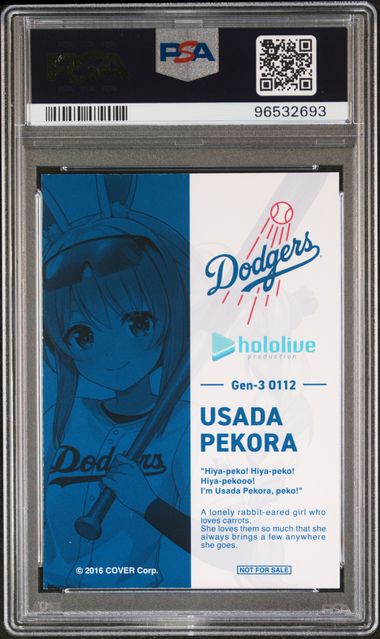 PSA
PSA
96532693
Dodgers
hololive
production
Gen-3 0112
USADA
PEKORA
"Hiya-peko! Hiya-peko!
Hiya-pekooo!
I'm Usada Pekora, peko!"
A lonely rabbit-eared girl who
loves carrots.
She loves them so much that she
always brings a few anywhere
she goes.
Dodgers
© 2016 COVER Corp.
NOT FOR SALE